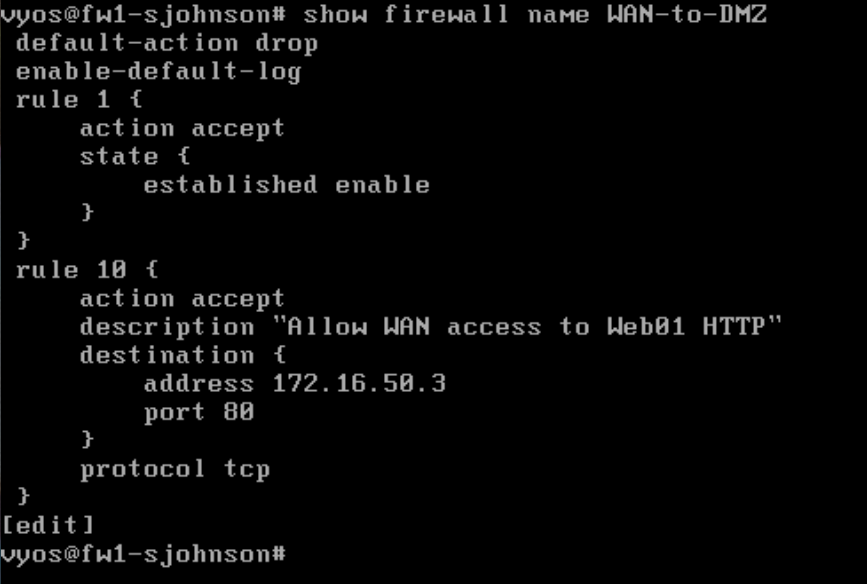 vyos@fw1-sjohnson# show firewall name WAN-to-DMZ
 default-action drop
 enable-default-log
 rule 1 {
     action accept
     state {
         established enable
     }
 }
 rule 10 {
     action accept
     description "Allow WAN access to Web01 HTTP"
     destination {
         address 172.16.50.3
         port 80
     }
     protocol tcp
 }
[edit]
vyos@fw1-sjohnson#